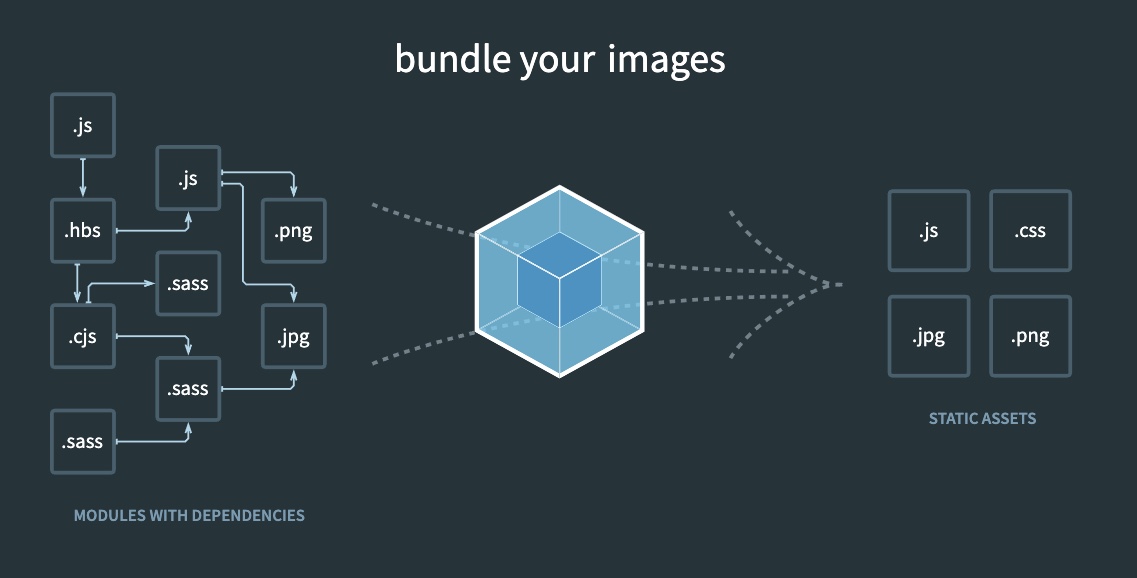 bundle your images
.js
.js
.hbs
.png
.sass
.cjs
.jpg
.sass
.sass
MODULES WITH DEPENDENCIES
.js
.css
.jpg
.png
STATIC ASSETS